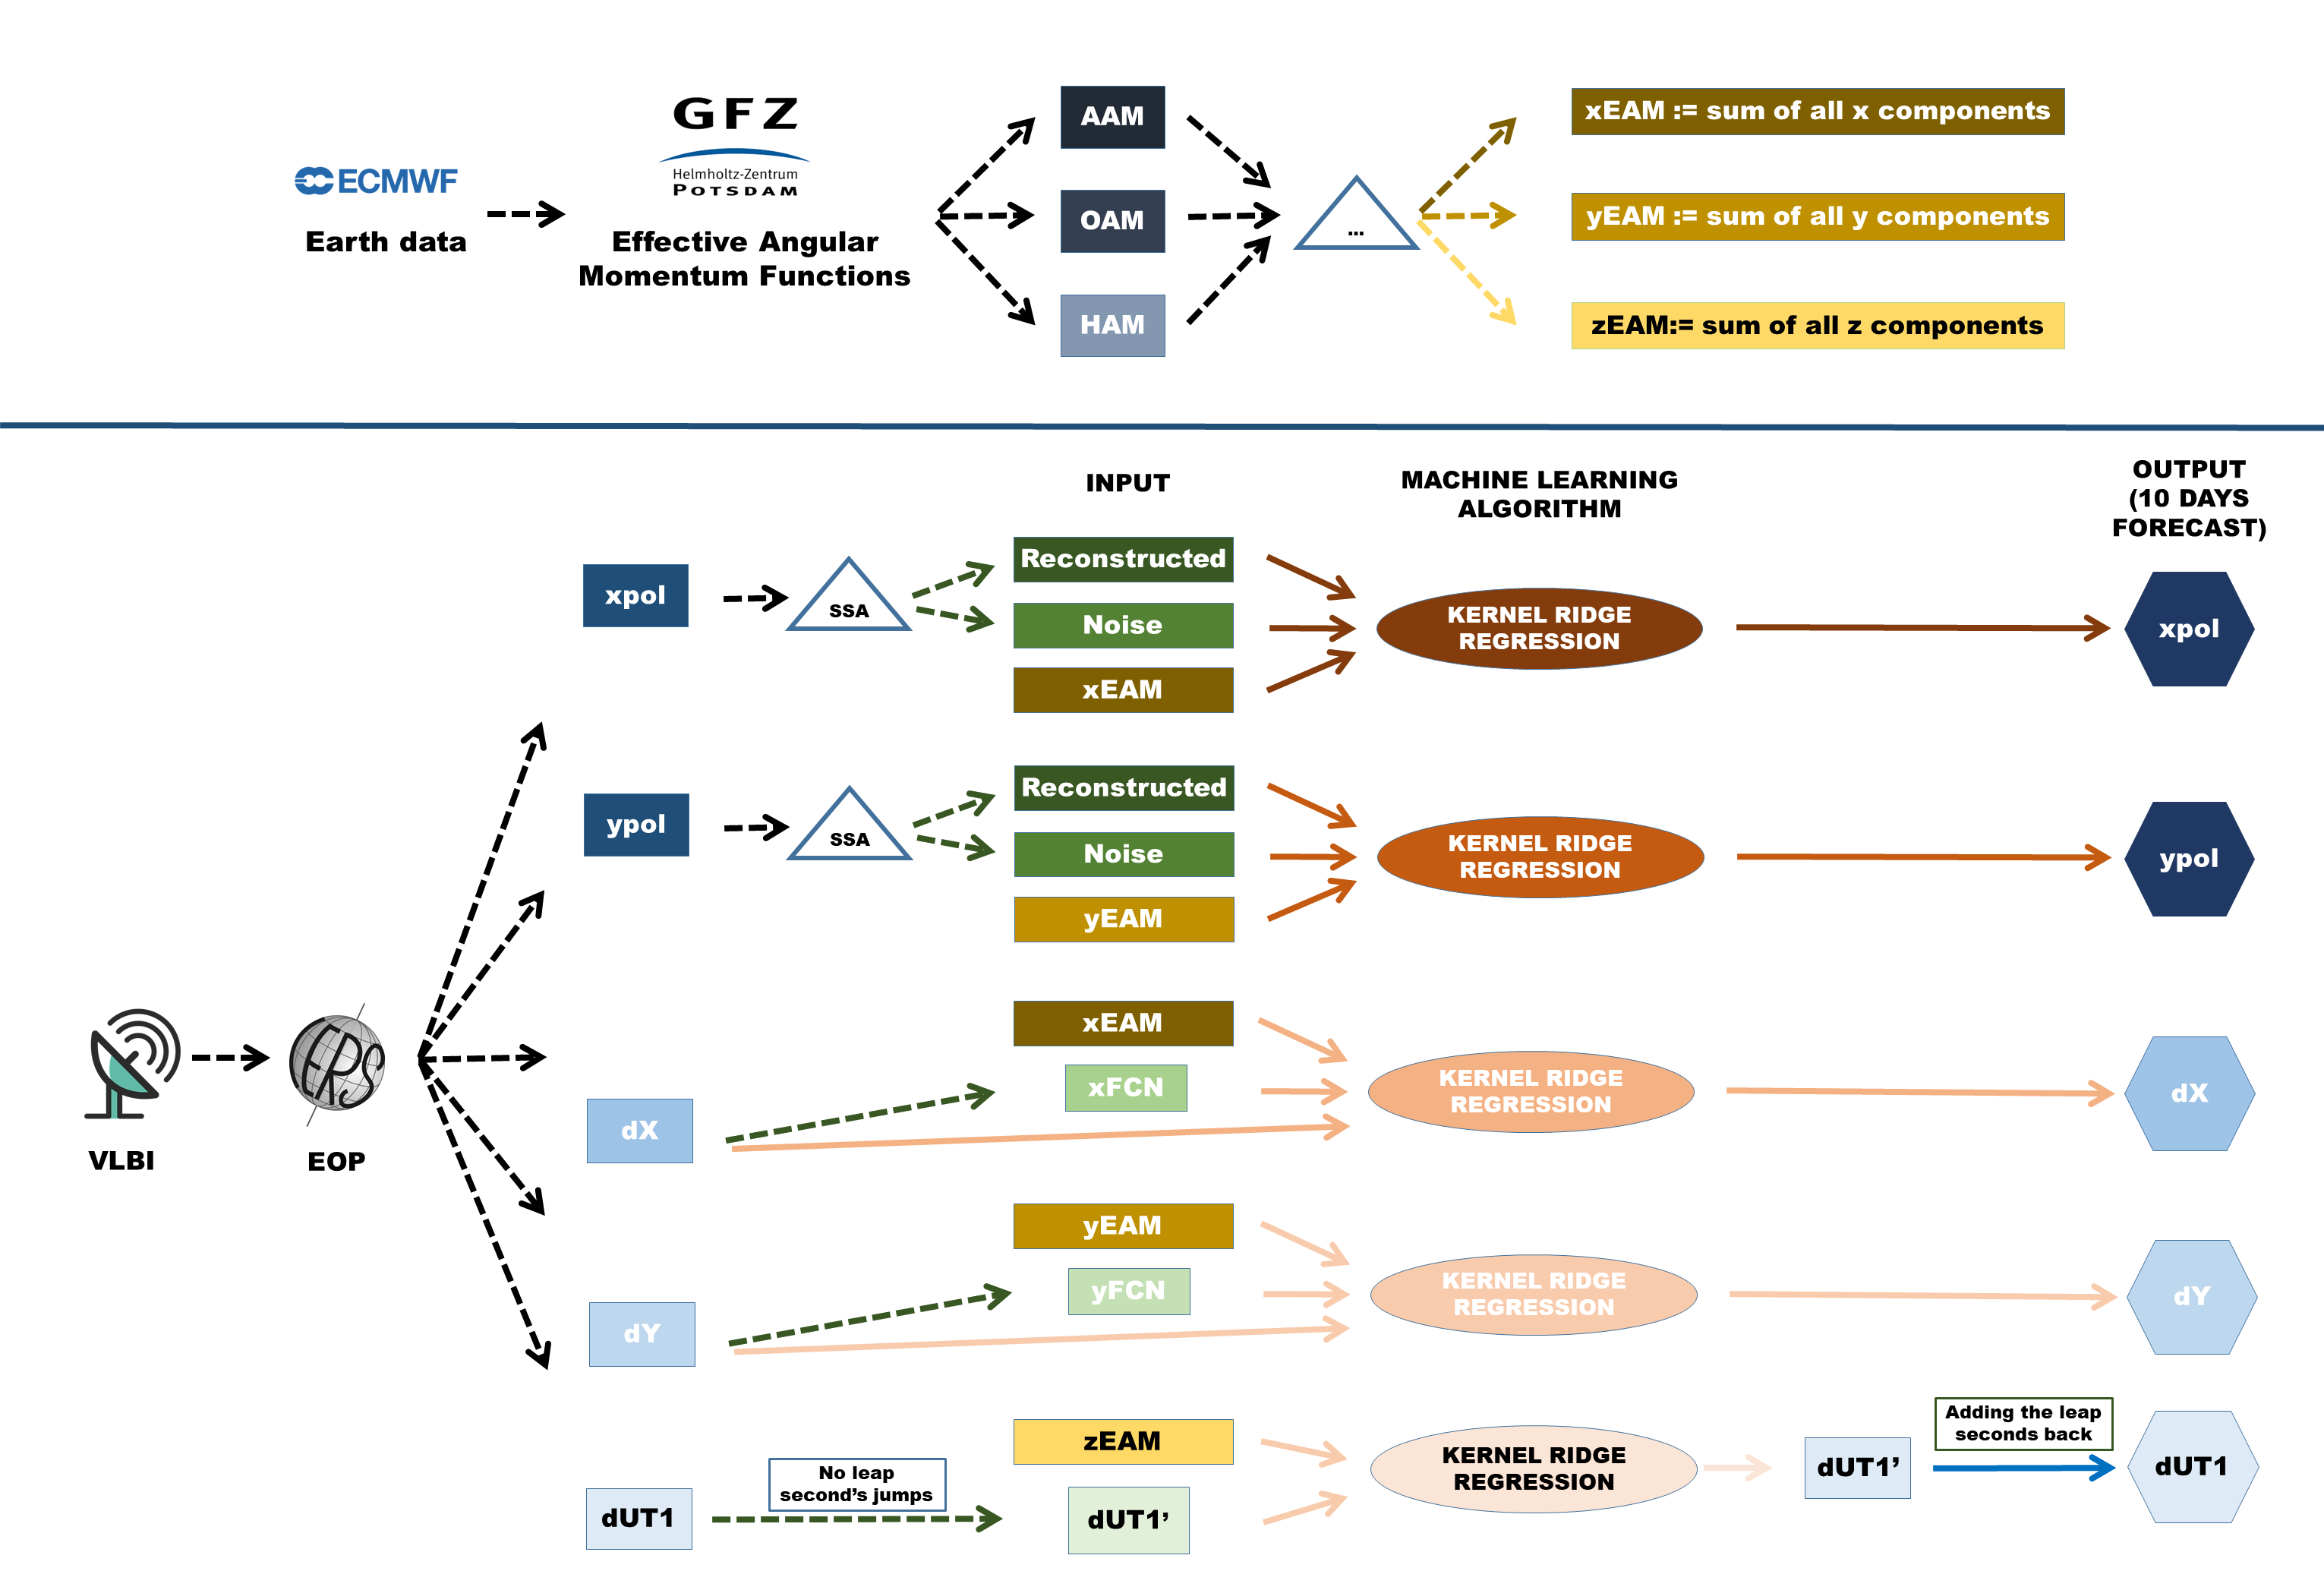 GFZ
Helmholtz-Zentrum
POTSDAM
ECMWF
Earth data
Effective Angular
Momentum Functions
AAM
OAM
HAM
...
xEAM := sum of all x components
yEAM := sum of all y components
zEAM:= sum of all z components
INPUT
MACHINE LEARNING
ALGORITHM
OUTPUT
(10 DAYS
FORECAST)
xpol
SSA
Reconstructed
Noise
xEAM
KERNEL RIDGE
REGRESSION
xpol
ypol
SSA
Reconstructed
Noise
yEAM
KERNEL RIDGE
REGRESSION
ypol
VLBI
IERS
EOP
xEAM
xFCN
dX
KERNEL RIDGE
REGRESSION
dX
yEAM
yFCN
dY
KERNEL RIDGE
REGRESSION
dY
dUT1
No leap
second’s jumps
zEAM
dUT1’
KERNEL RIDGE
REGRESSION
dUT1’
Adding the leap
seconds back
dUT1